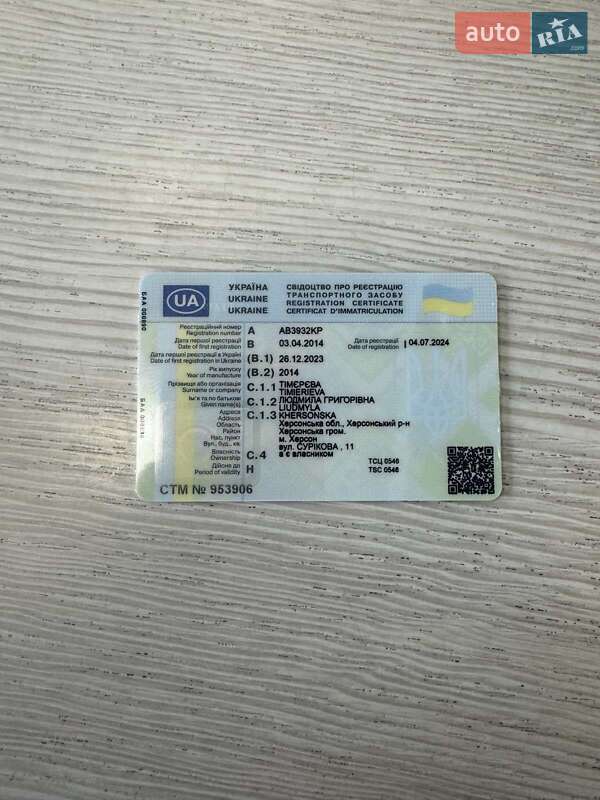 auto RIA .com
УКРАЇНА СВІДОЦТВО ПРО РЕЄСТРАЦІЮ
ТРАНСПОРТНОГО ЗАСОБУ
UA UKRAINE REGISTRATION CERTIFICATE
UKRAINE CERTIFICAT D'IMMATRICULATION
Реєстраційний номер
Registration number A AB3932KP
Дата першої реєстрації Дата реєстрації
Date of first registration B 03.04.2014 Date of registration 04.07.2024
Дата першої реєстрації в Україні
Date of first registration in Ukraine (B.1) 26.12.2023
Рік випуску
Year of manufacture (B.2) 2014
Прізвище або організація C.1.1 ТІМЄРЄВА
Surname or company TIMIERIEVA
Ім'я та по батькові C.1.2 ЛЮДМИЛА ГРИГОРІВНА
Given name(s) LIUDMYLA
Адреса C.1.3 KHERSONSKA
Address Херсонська обл., Херсонський р-н
Область Херсонська гром.
Район м. Херсон
Нас. пункт вул. СУРІКОВА , 11
Вул., буд., кв.
Власність C.4 а є власником
Ownership ТСЦ 0546
Дійсне до H TSC 0546
Period of validity
СТМ № 953906